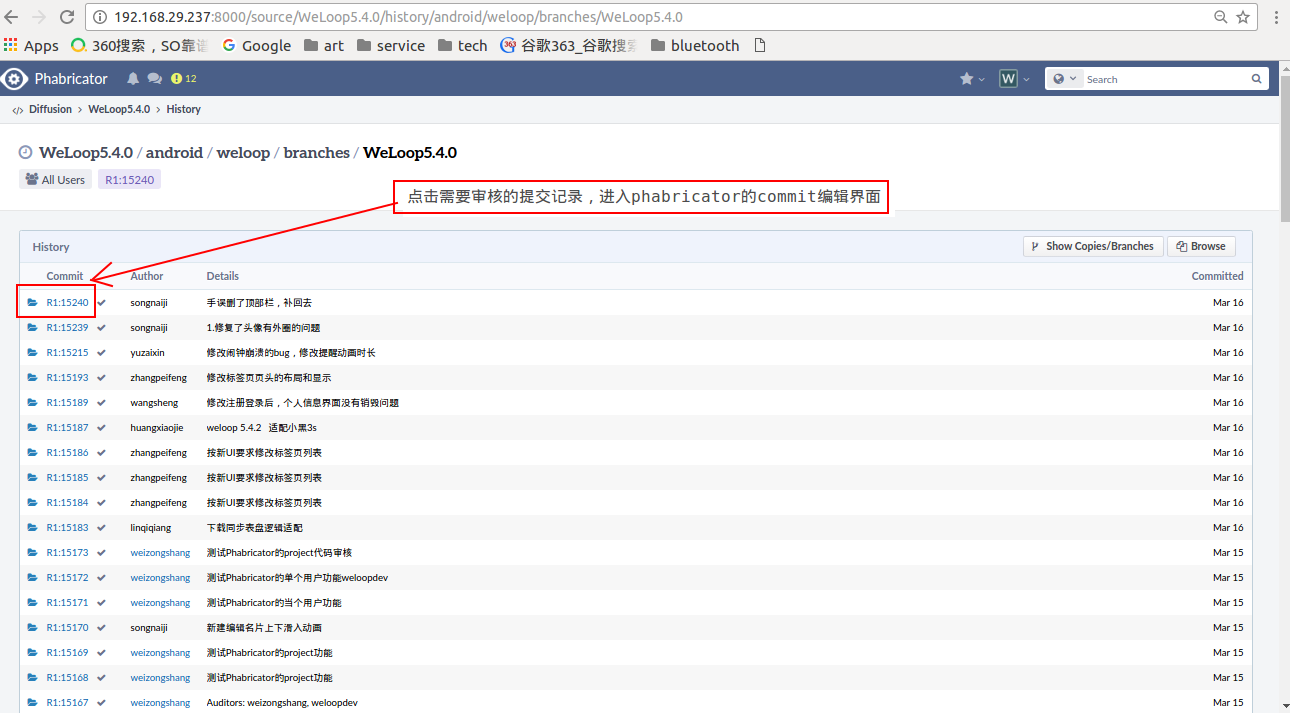 192.168.29.237:8000/source/WeLoop5.4.0/history/android/weloop/branches/WeLoop5.4.0
Apps 360搜索，SO靠谱 Google art service tech 谷歌363_谷歌搜索 bluetooth
Phabricator 12 W Search
Diffusion > WeLoop5.4.0 > History
WeLoop5.4.0 / android / weloop / branches / WeLoop5.4.0
All Users R1:15240
点击需要审核的提交记录，进入phabricator的commit编辑界面
History Show Copies/Branches Browse
Commit Author Details Committed
R1:15240 songnaiji 手误删了顶部栏，补回去 Mar 16
R1:15239 songnaiji 1.修复了头像有外圈的问题 Mar 16
R1:15215 yuzaixin 修改闹钟崩溃的bug，修改提醒动画时长 Mar 16
R1:15193 zhangpeifeng 修改标签页页头的布局和显示 Mar 16
R1:15189 wangsheng 修改注册登录后，个人信息界面没有销毁问题 Mar 16
R1:15187 huangxiaojie weloop 5.4.2 适配小黑3s Mar 16
R1:15186 zhangpeifeng 按新UI要求修改标签页列表 Mar 16
R1:15185 zhangpeifeng 按新UI要求修改标签页列表 Mar 16
R1:15184 zhangpeifeng 按新UI要求修改标签页列表 Mar 16
R1:15183 linqiqiang 下载同步表盘逻辑适配 Mar 16
R1:15173 weizongshang 测试Phabricator的project代码审核 Mar 15
R1:15172 weizongshang 测试Phabricator的单个用户功能weloopdev Mar 15
R1:15171 weizongshang 测试Phabricator的当个用户功能 Mar 15
R1:15170 songnaiji 新建编辑名片上下滑入动画 Mar 15
R1:15169 weizongshang 测试Phabricator的project功能 Mar 15
R1:15168 weizongshang 测试Phabricator的project功能 Mar 15
R1:15167 weizongshang Auditors: weizongshang, weloopdev Mar 15